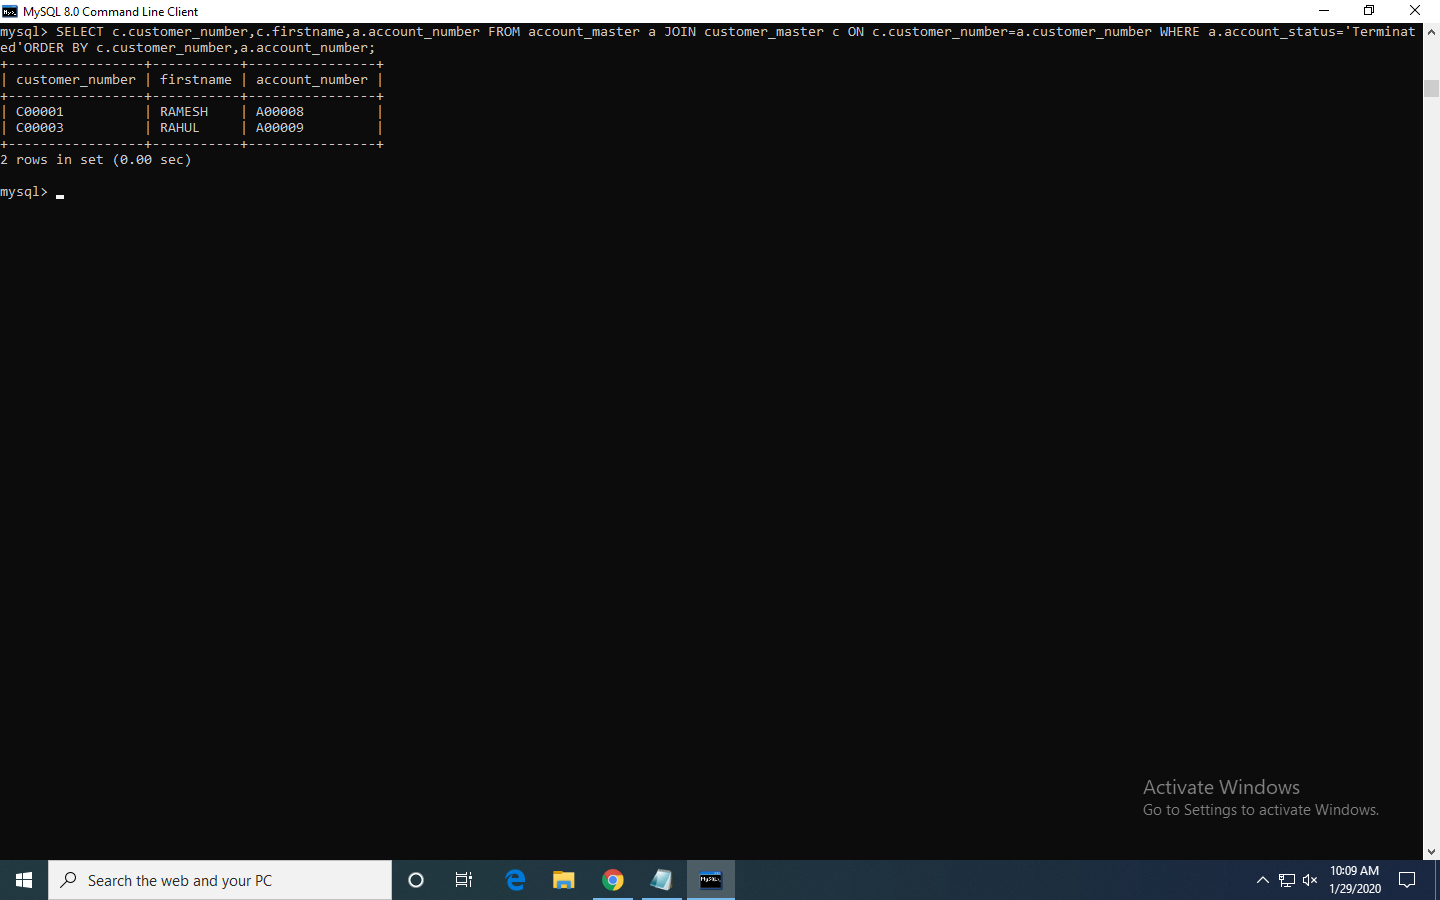 MySQL 8.0 Command Line Client
mysql> SELECT c.customer_number,c.firstname,a.account_number FROM account_master a JOIN customer_master c ON c.customer_number=a.customer_number WHERE a.account_status='Terminat
ed'ORDER BY c.customer_number,a.account_number;
+-----------------+-----------+----------------+
| customer_number | firstname | account_number |
+-----------------+-----------+----------------+
| C00001          | RAMESH    | A00008         |
| C00003          | RAHUL     | A00009         |
+-----------------+-----------+----------------+
2 rows in set (0.00 sec)
mysql>
Activate Windows
Go to Settings to activate Windows.
Search the web and your PC
10:09 AM
1/29/2020